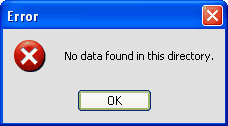 Error
No data found in this directory.
OK